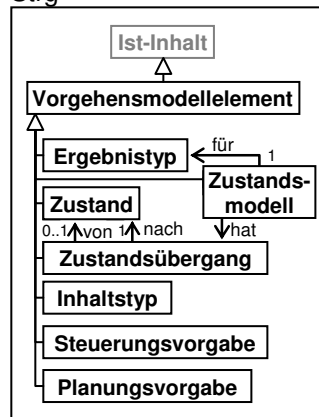 Ist-Inhalt
Vorgehensmodellelement
Ergebnistyp
für
1
Zustands-
modell
Zustand
0..1
von
1
nach
hat
Zustandsübergang
Inhaltstyp
Steuerungsvorgabe
Planungsvorgabe